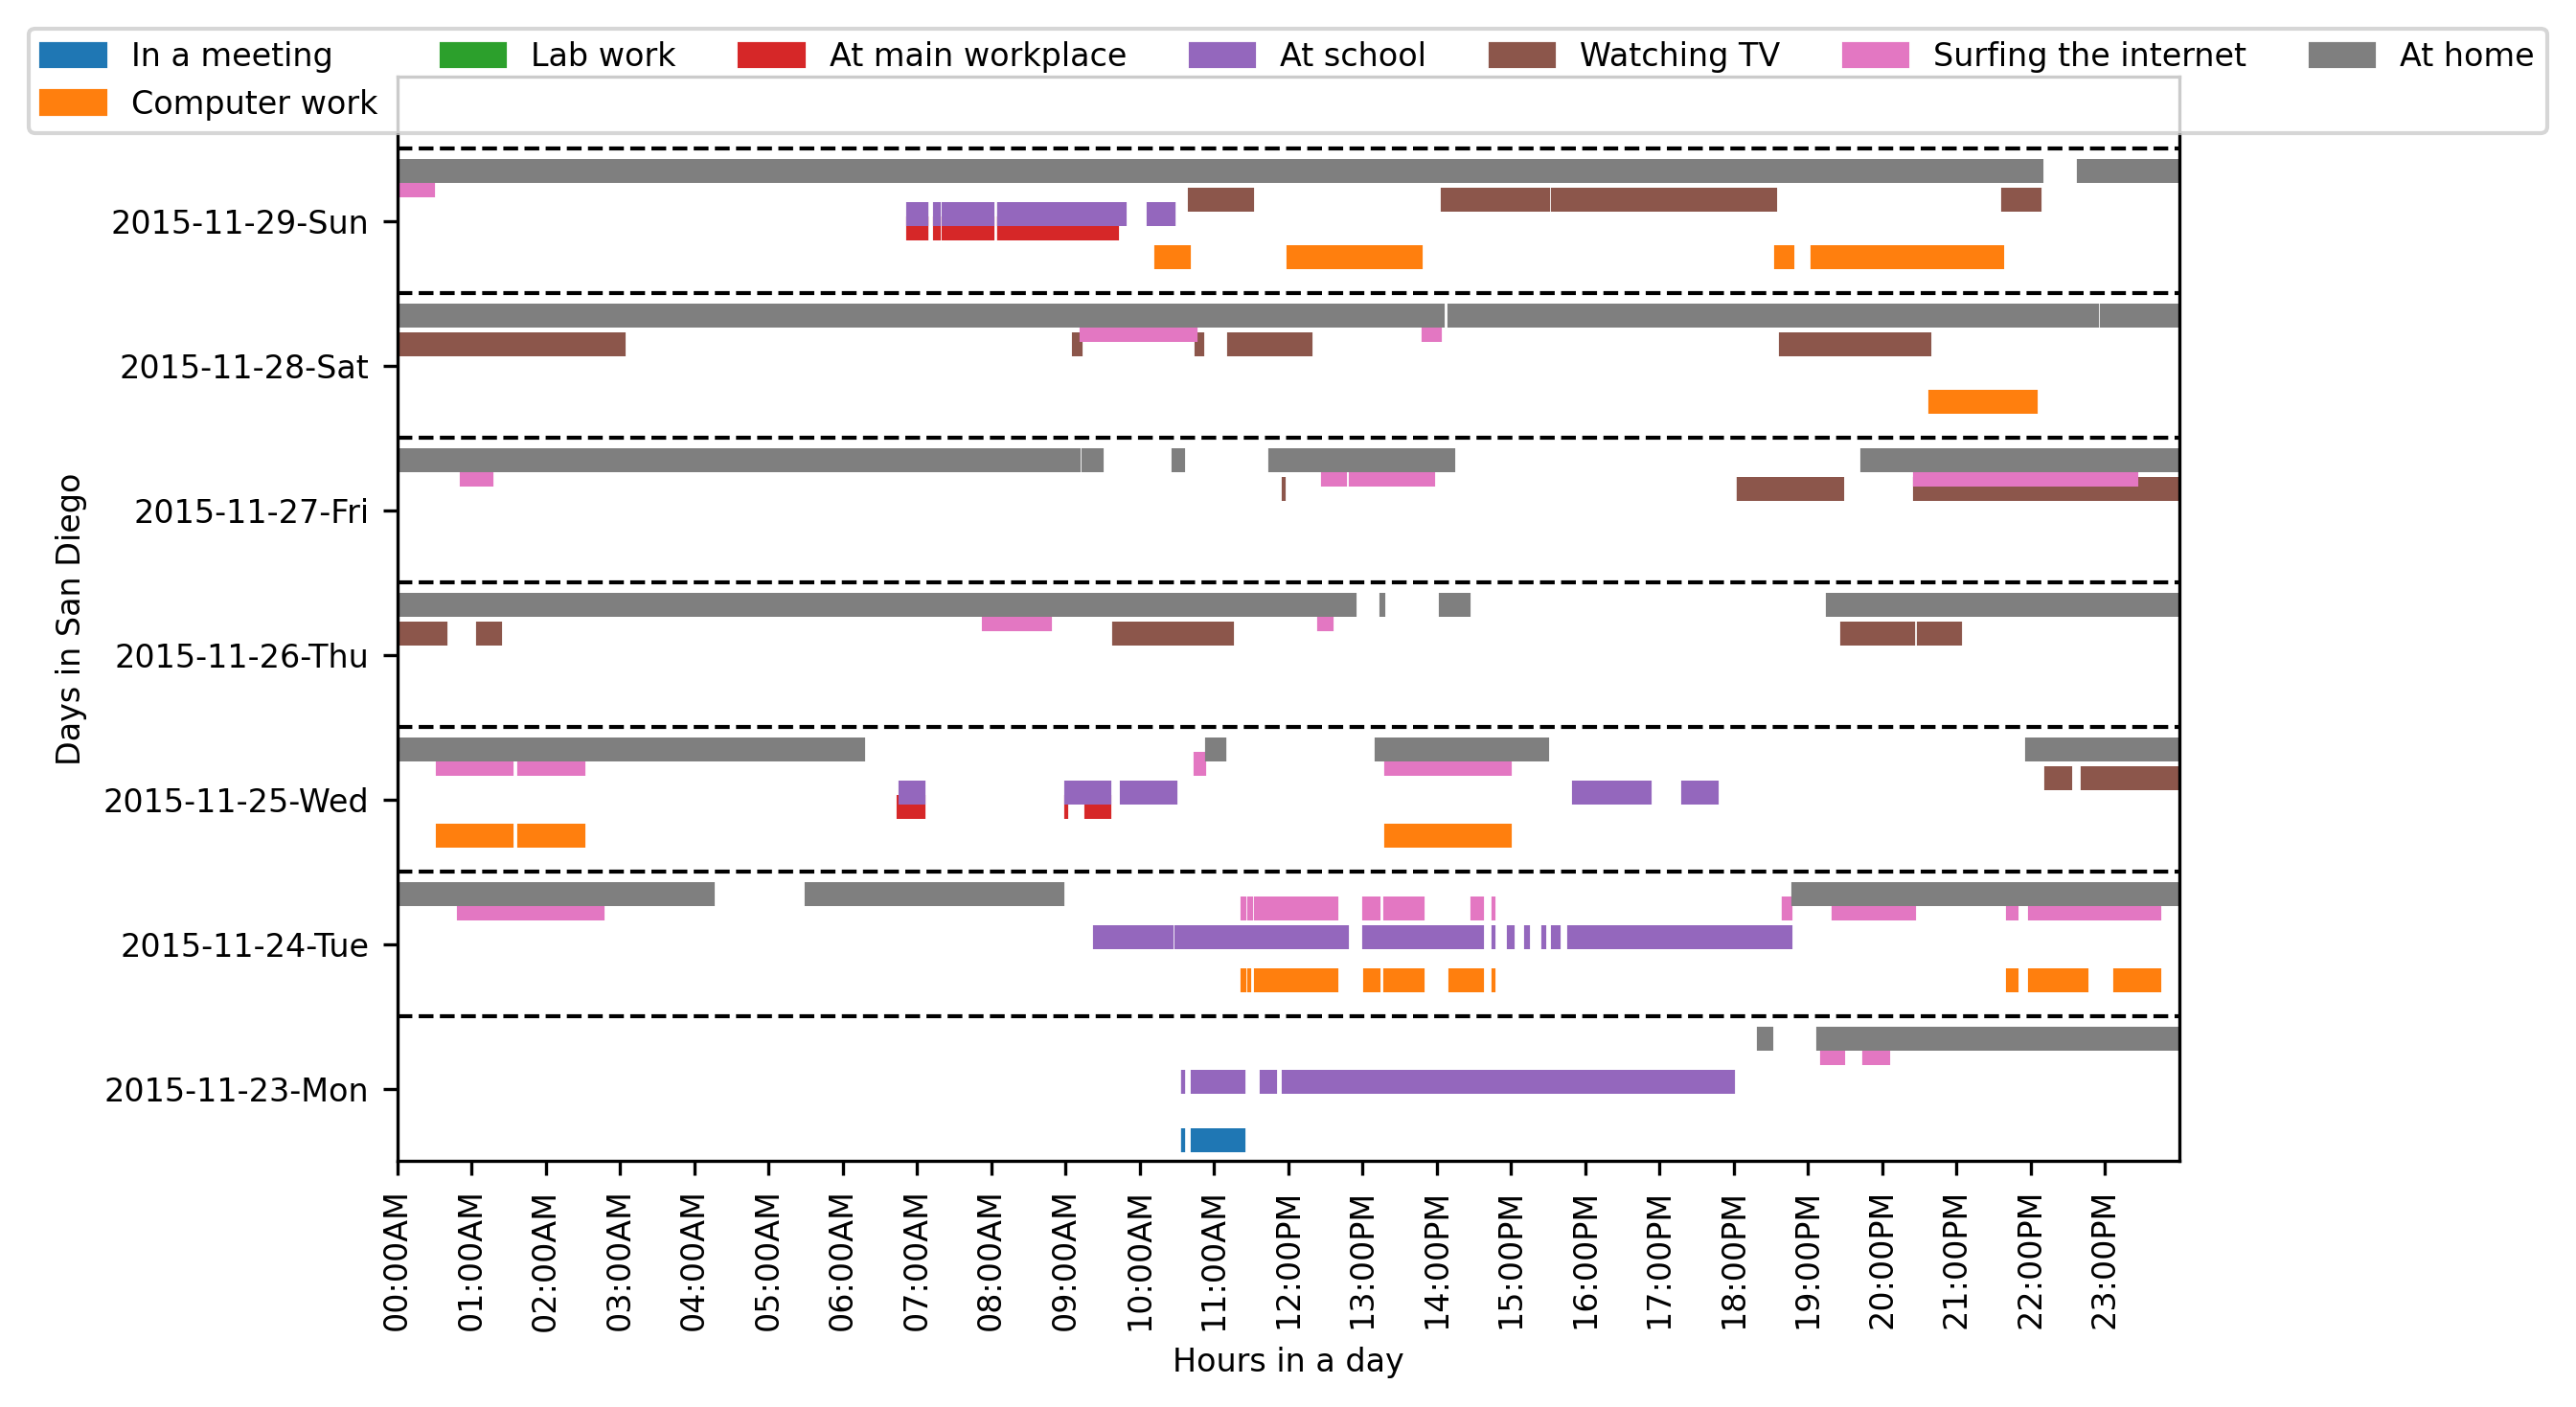 In a meeting Lab work At main workplace At school Watching TV Surfing the internet At home
Computer work
2015-11-29-Sun
2015-11-28-Sat
2015-11-27-Fri
2015-11-26-Thu
2015-11-25-Wed
2015-11-24-Tue
2015-11-23-Mon
Days in San Diego
00:00AM 01:00AM 02:00AM 03:00AM 04:00AM 05:00AM 06:00AM 07:00AM 08:00AM 09:00AM 10:00AM 11:00AM 12:00PM 13:00PM 14:00PM 15:00PM 16:00PM 17:00PM 18:00PM 19:00PM 20:00PM 21:00PM 22:00PM 23:00PM
Hours in a day